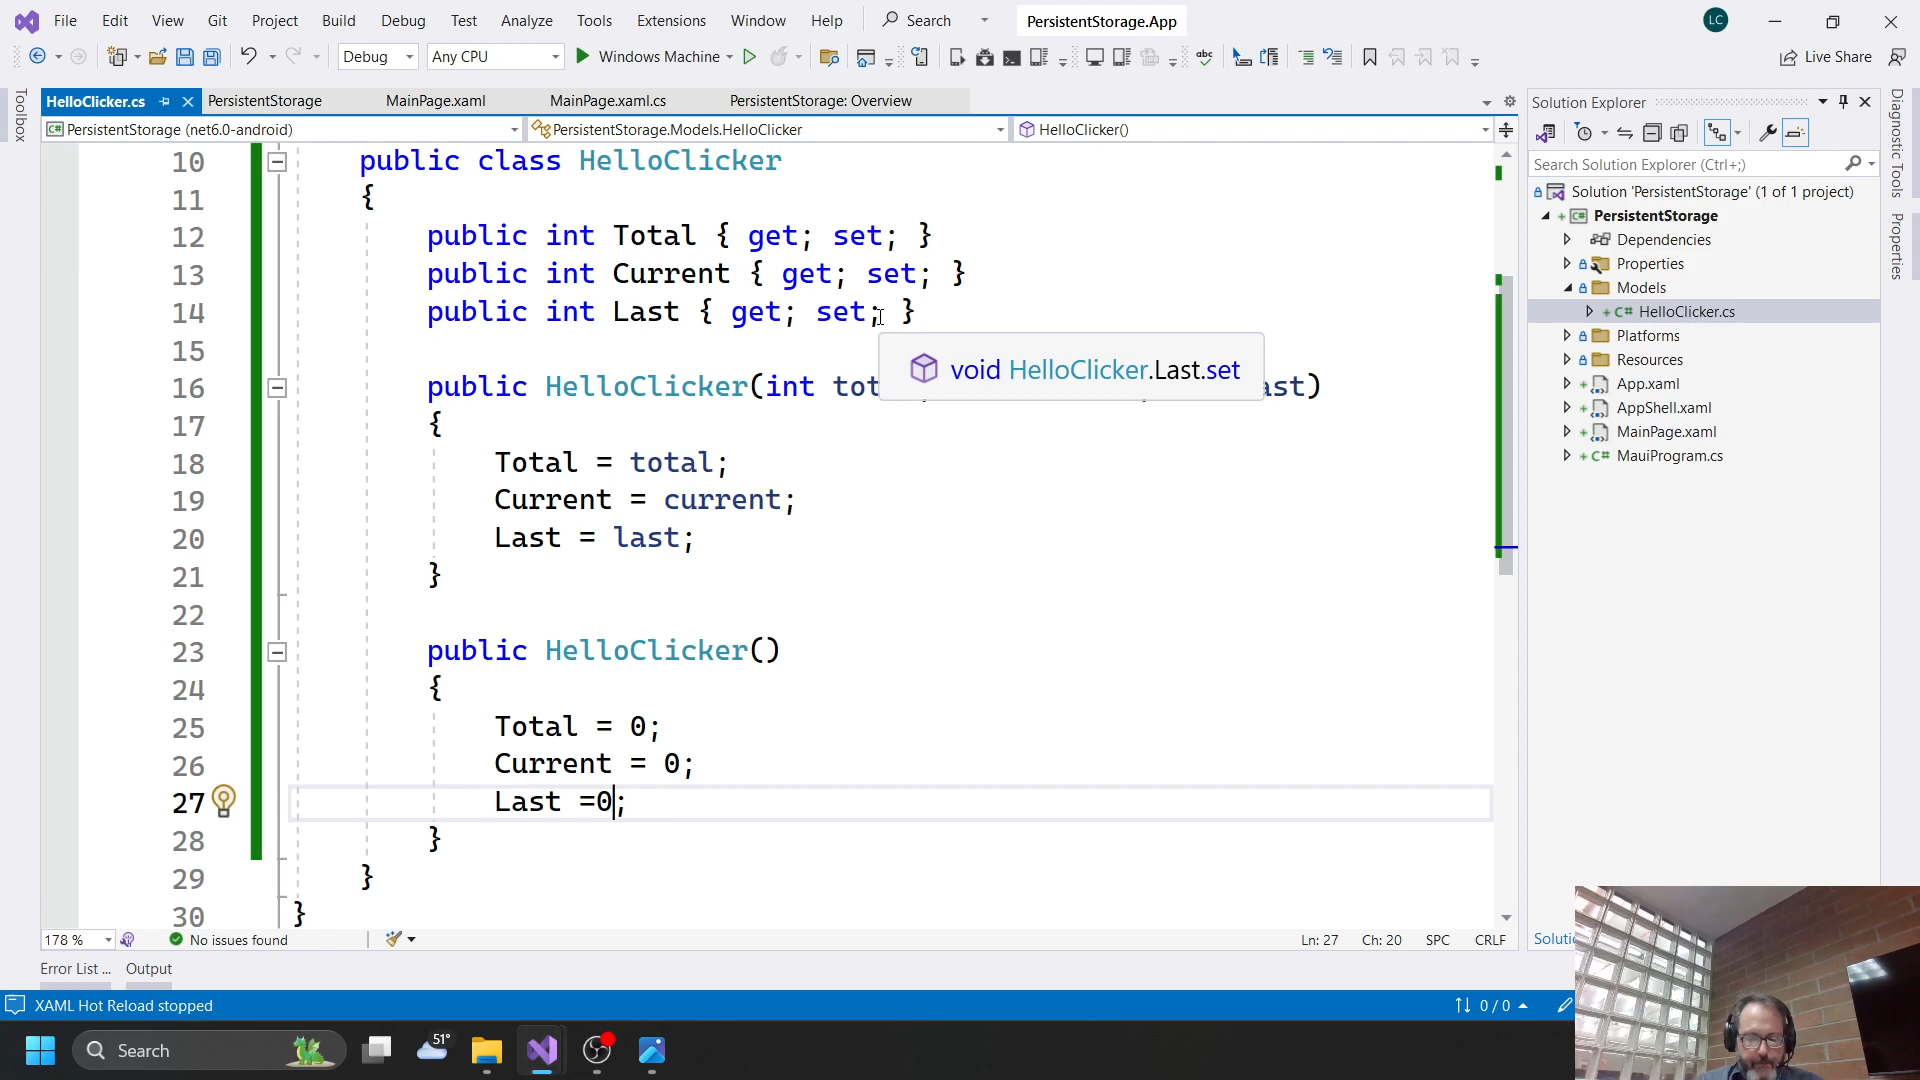 File Edit View Git Project Build Debug Test Analyze Tools Extensions Window Help Search PersistentStorage.App LC
Debug Any CPU Windows Machine Live Share
HelloClicker.cs PersistentStorage MainPage.xaml MainPage.xaml.cs PersistentStorage: Overview
PersistentStorage (net6.0-android) PersistentStorage.Models.HelloClicker HelloClicker()
Toolbox
10 public class HelloClicker
11 {
12 public int Total { get; set; }
13 public int Current { get; set; }
14 public int Last { get; set; }
15
void HelloClicker.Last.set
16 public HelloClicker(int tot ast)
17 {
18 Total = total;
19 Current = current;
20 Last = last;
21 }
22
23 public HelloClicker()
24 {
25 Total = 0;
26 Current = 0;
27 Last =0;
28 }
29 }
30 }
178 % No issues found Ln: 27 Ch: 20 SPC CRLF
Solution Explorer
Search Solution Explorer (Ctrl+;)
Solution 'PersistentStorage' (1 of 1 project)
PersistentStorage
Dependencies
Properties
Models
C# HelloClicker.cs
Platforms
Resources
App.xaml
AppShell.xaml
MainPage.xaml
C# MauiProgram.cs
Diagnostic Tools
Properties
Solutio
Error List ... Output
XAML Hot Reload stopped 0 / 0
Search 51°